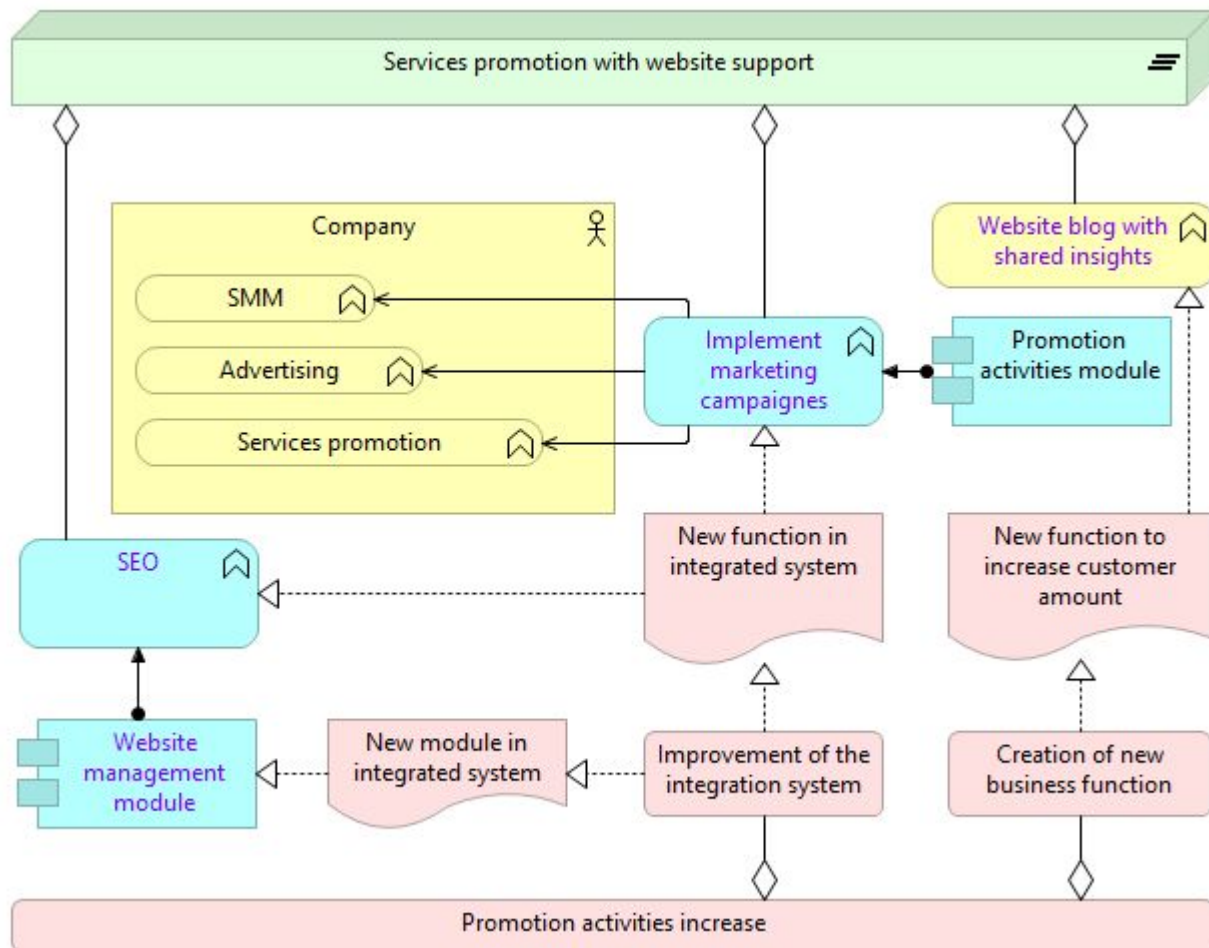 Services promotion with website support
Company
SMM
Advertising
Services promotion
Website blog with
shared insights
Implement
marketing
campaignes
Promotion
activities module
SEO
New function in
integrated system
New function to
increase customer
amount
Website
management
module
New module in
integrated system
Improvement of the
integration system
Creation of new
business function
Promotion activities increase